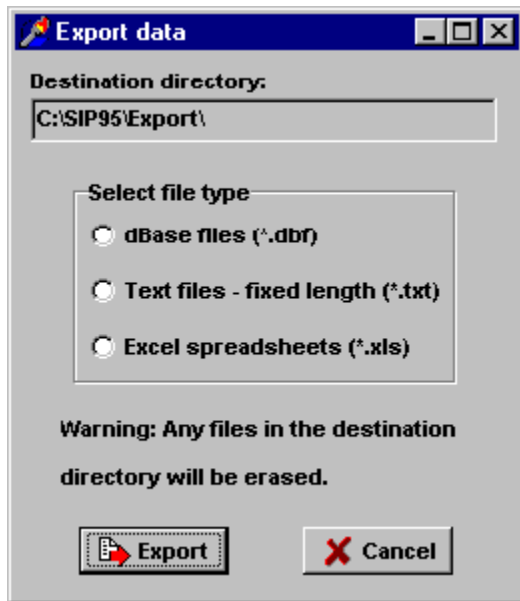 Export data
Destination directory:
C:\SIP95\Export\
Select file type
dBase files (*.dbf)
Text files - fixed length (*.txt)
Excel spreadsheets (*.xls)
Warning: Any files in the destination
directory will be erased.
Export
Cancel